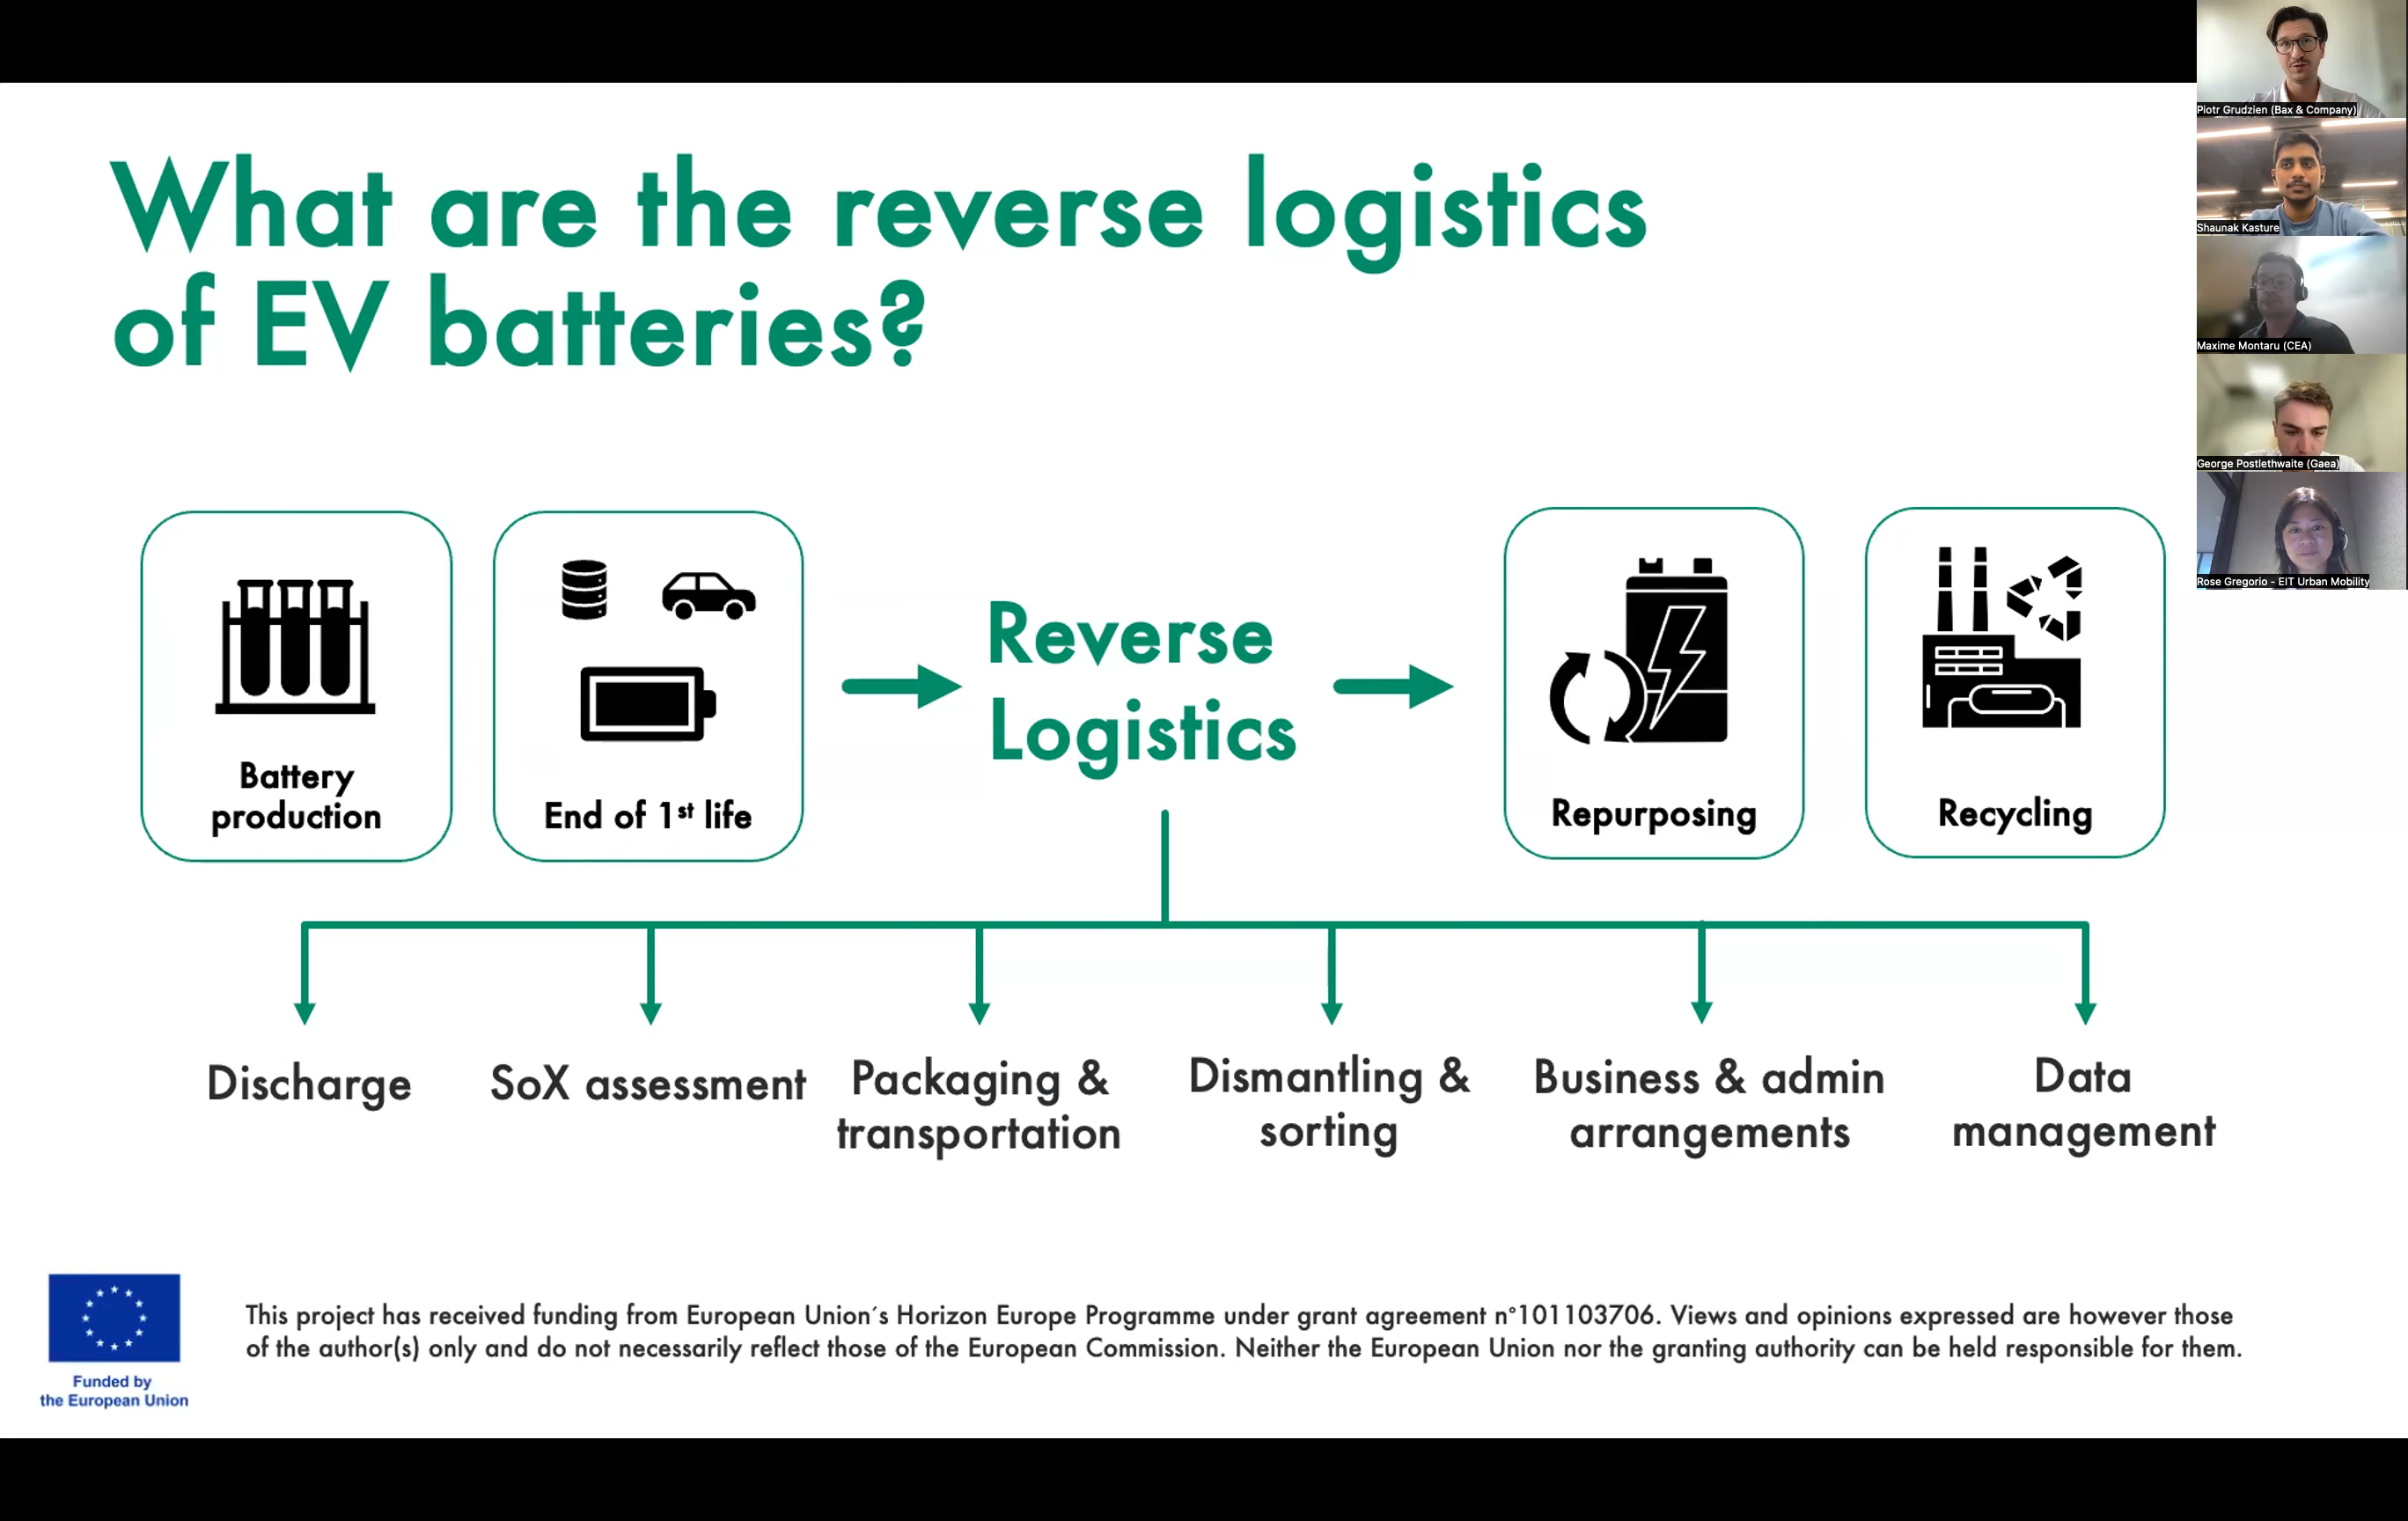 What are the reverse logistics
of EV batteries?
Piotr Grudzien (Bax & Company)
Shaunak Kasture
Maxime Montaru (CEA)
George Postlethwaite (Gaea)
Rose Gregorio - EIT Urban Mobility
Battery
production
End of 1st life
Reverse
Logistics
Repurposing
Recycling
Discharge
SoX assessment
Packaging &
transportation
Dismantling &
sorting
Business & admin
arrangements
Data
management
Funded by
the European Union
This project has received funding from European Union´s Horizon Europe Programme under grant agreement n°101103706. Views and opinions expressed are however those
of the author(s) only and do not necessarily reflect those of the European Commission. Neither the European Union nor the granting authority can be held responsible for them.